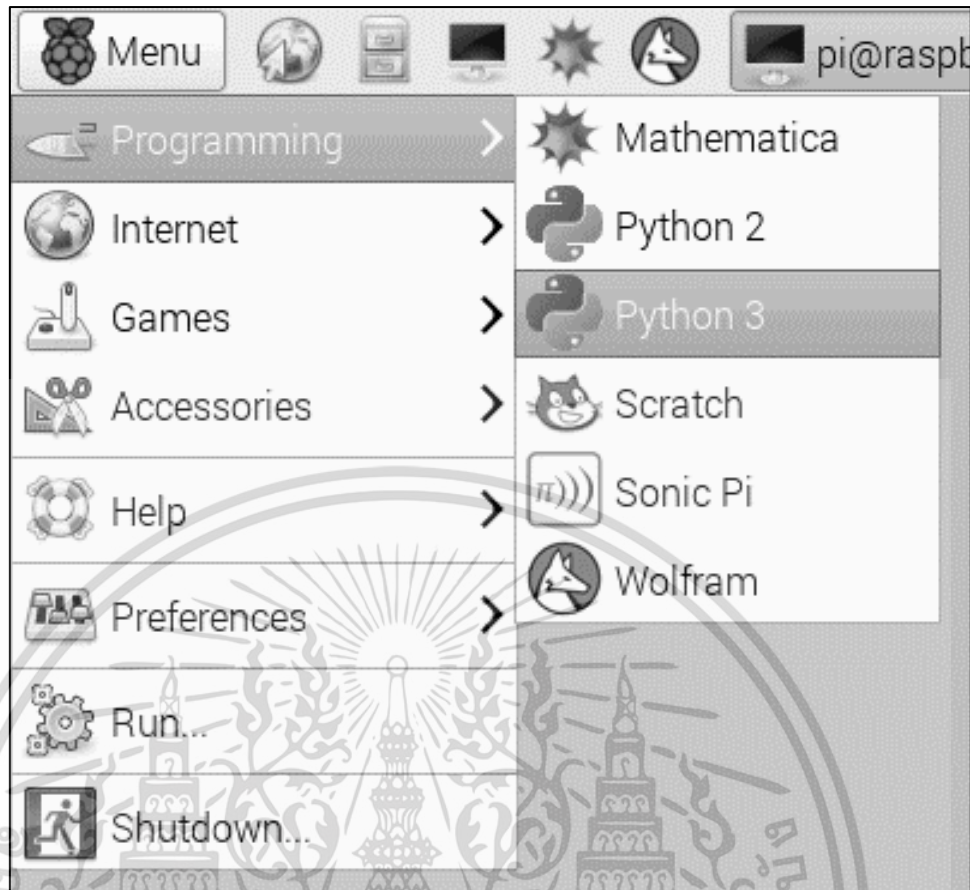 Menu
pi@raspb
Programming
Internet
Games
Accessories
Help
Preferences
Run...
Shutdown...
Mathematica
Python 2
Python 3
Scratch
π)))
Sonic Pi
Wolfram